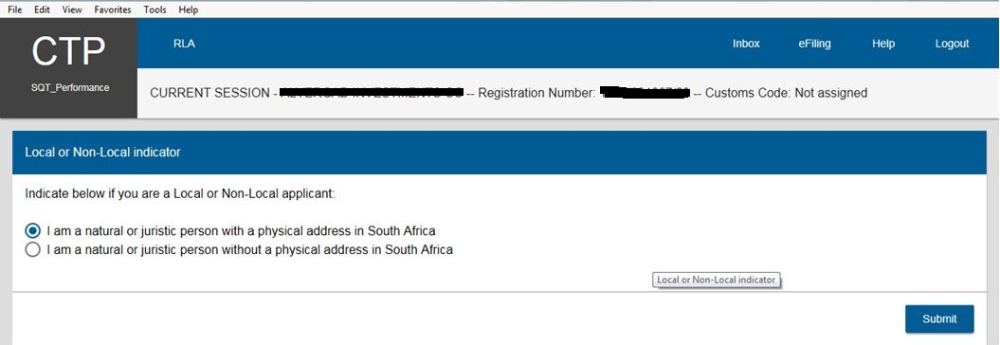 File Edit View Favorites Tools Help
CTP
SQT_Performance
RLA
Inbox eFiling Help Logout
CURRENT SESSION - -- Registration Number: -- Customs Code: Not assigned
Local or Non-Local indicator
Indicate below if you are a Local or Non-Local applicant:
I am a natural or juristic person with a physical address in South Africa
I am a natural or juristic person without a physical address in South Africa
Local or Non-Local indicator
Submit